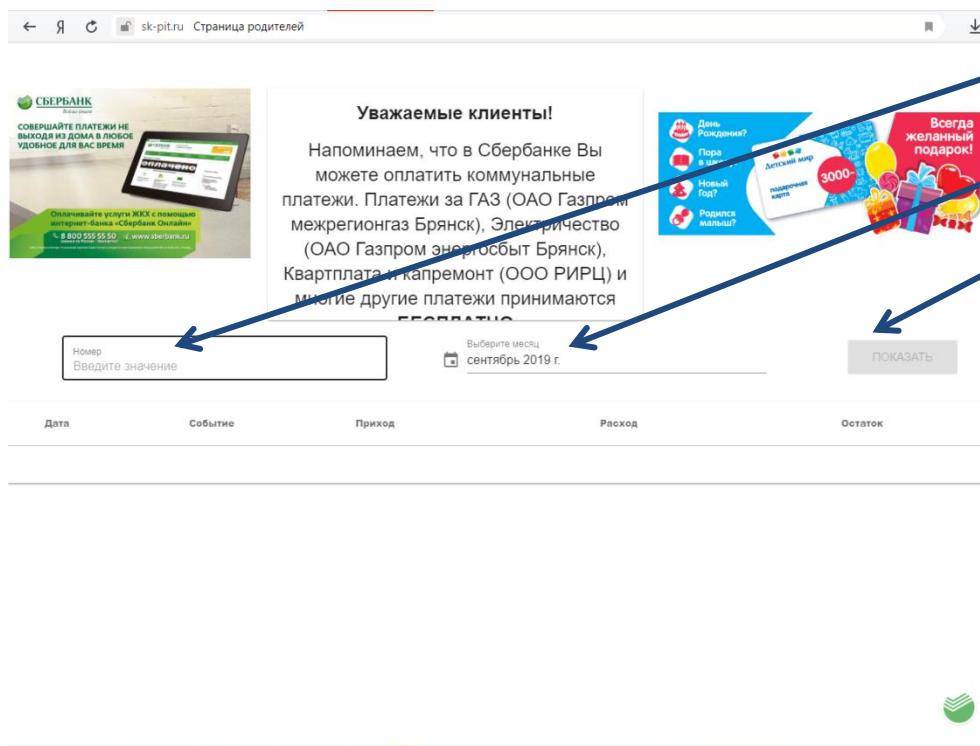 sk-pit.ru Страница родителей
СБЕРБАНК
СОВЕРШАЙТЕ ПЛАТЕЖИ НЕ
ВЫХОДЯ ИЗ ДОМА В ЛЮБОЕ
УДОБНОЕ ДЛЯ ВАС ВРЕМЯ
оплачено
Оплачивайте услуги ЖКХ с помощью
интернет-банка «Сбербанк Онлайн»
8 800 555 55 50 www.sberbank.ru
Уважаемые клиенты!
Напоминаем, что в Сбербанке Вы
можете оплатить коммунальные
платежи. Платежи за ГАЗ (ОАО Газпром
межрегионгаз Брянск), Электричество
(ОАО Газпром энергосбыт Брянск),
Квартплата и капремонт (ООО РИРЦ) и
многие другие платежи принимаются
БЕСПЛАТНО
День
Рождения?
Пора
в школу?
Новый
Год?
Родился
малыш?
Детский мир
подарочная
карта
3000-
Всегда
желанный
подарок!
Номер
Введите значение
Выберите месяц
сентябрь 2019 г.
ПОКАЗАТЬ
Дата Событие Приход Расход Остаток